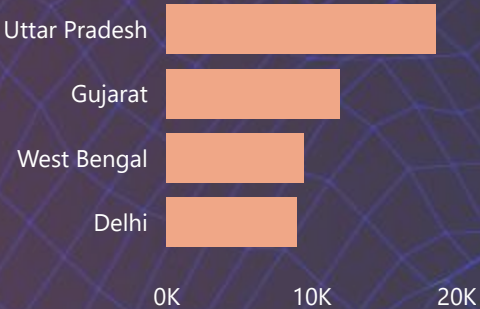 Uttar Pradesh
Gujarat
West Bengal
Delhi
0K 10K 20K